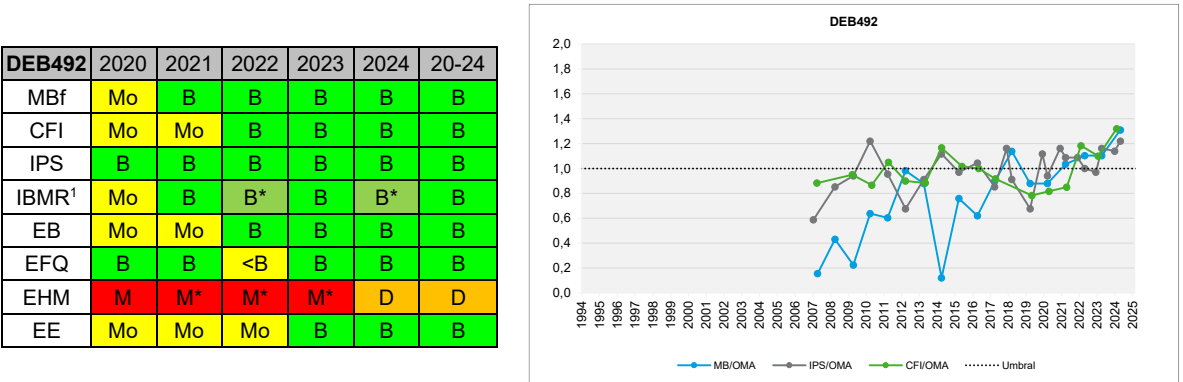 DEB492 2020 2021 2022 2023 2024 20-24
MBf Mo B B B B B
CFI Mo Mo B B B B
IPS B B B B B B
IBMR¹ Mo B B* B B* B
EB Mo Mo B B B B
EFQ B B <B B B B
EHM M M* M* M* D D
EE Mo Mo Mo B B B
DEB492
2,0
1,8
1,6
1,4
1,2
1,0
0,8
0,6
0,4
0,2
0,0
1994 1995 1996 1997 1998 1999 2000 2001 2002 2003 2004 2005 2006 2007 2008 2009 2010 2011 2012 2013 2014 2015 2016 2017 2018 2019 2020 2021 2022 2023 2024 2025
MB/OMA IPS/OMA CFI/OMA Umbral